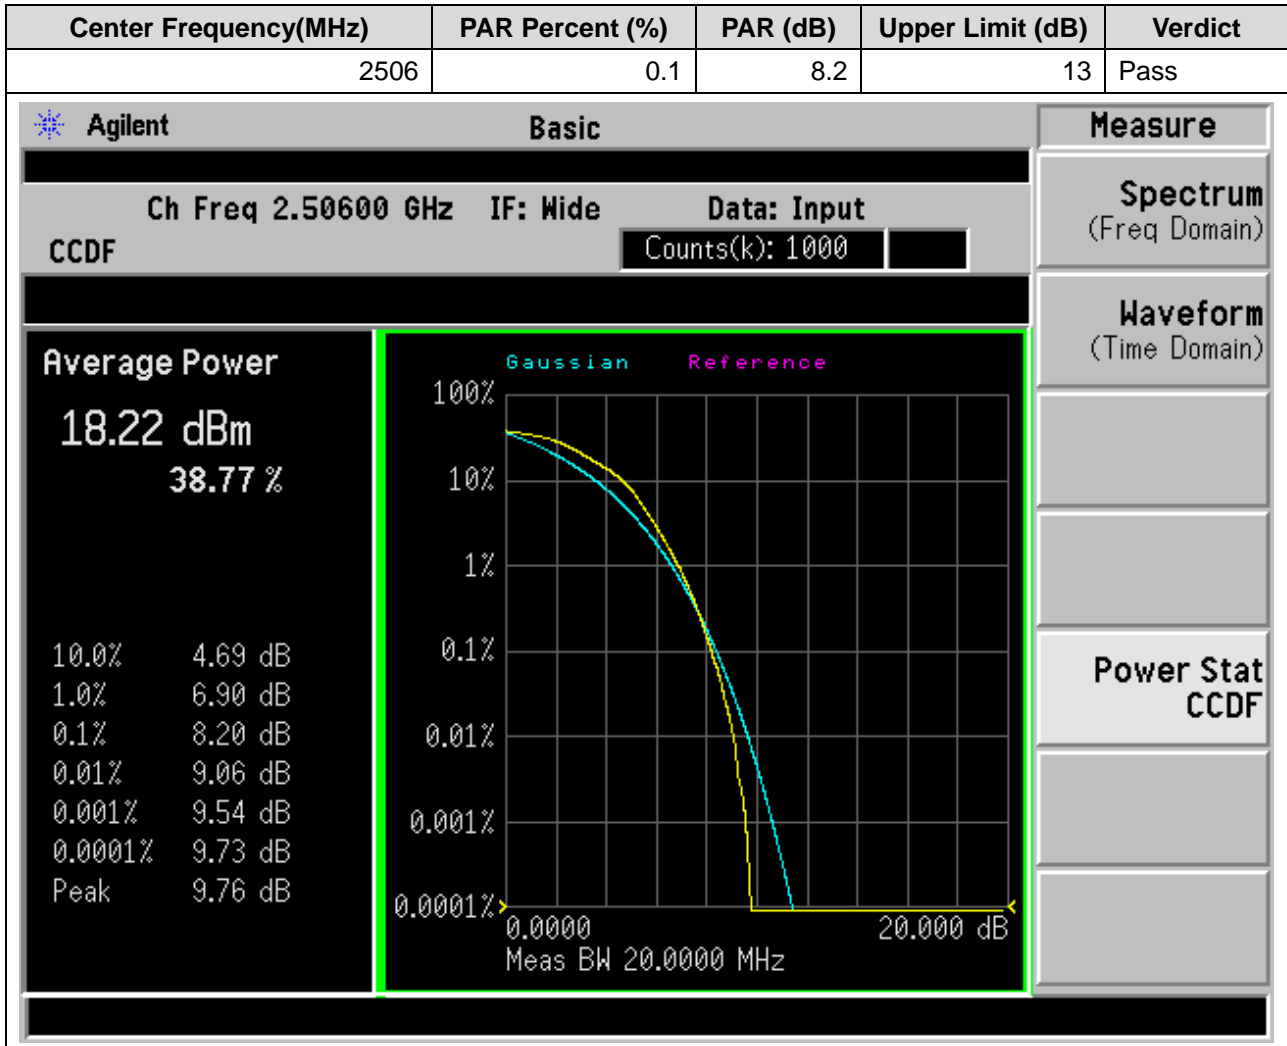 Center Frequency(MHz) PAR Percent (%) PAR (dB) Upper Limit (dB) Verdict
2506 0.1 8.2 13 Pass
Agilent Basic Measure
Ch Freq 2.50600 GHz IF: Wide Data: Input
CCDF Counts(k): 1000
Spectrum
(Freq Domain)
Waveform
(Time Domain)
Power Stat
CCDF
Average Power
18.22 dBm
38.77 %
10.0% 4.69 dB
1.0% 6.90 dB
0.1% 8.20 dB
0.01% 9.06 dB
0.001% 9.54 dB
0.0001% 9.73 dB
Peak 9.76 dB
Gaussian Reference
100%
10%
1%
0.1%
0.01%
0.001%
0.0001%
0.0000 20.000 dB
Meas BW 20.0000 MHz